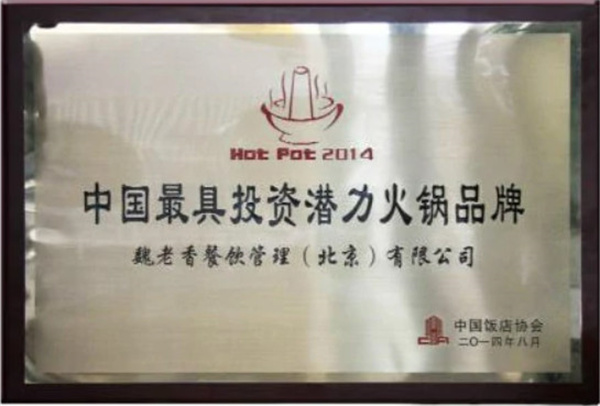 Hot Pot 2014
中国最具投资潜力火锅品牌
魏老香餐饮管理（北京）有限公司
中国饭店协会
二〇一四年八月